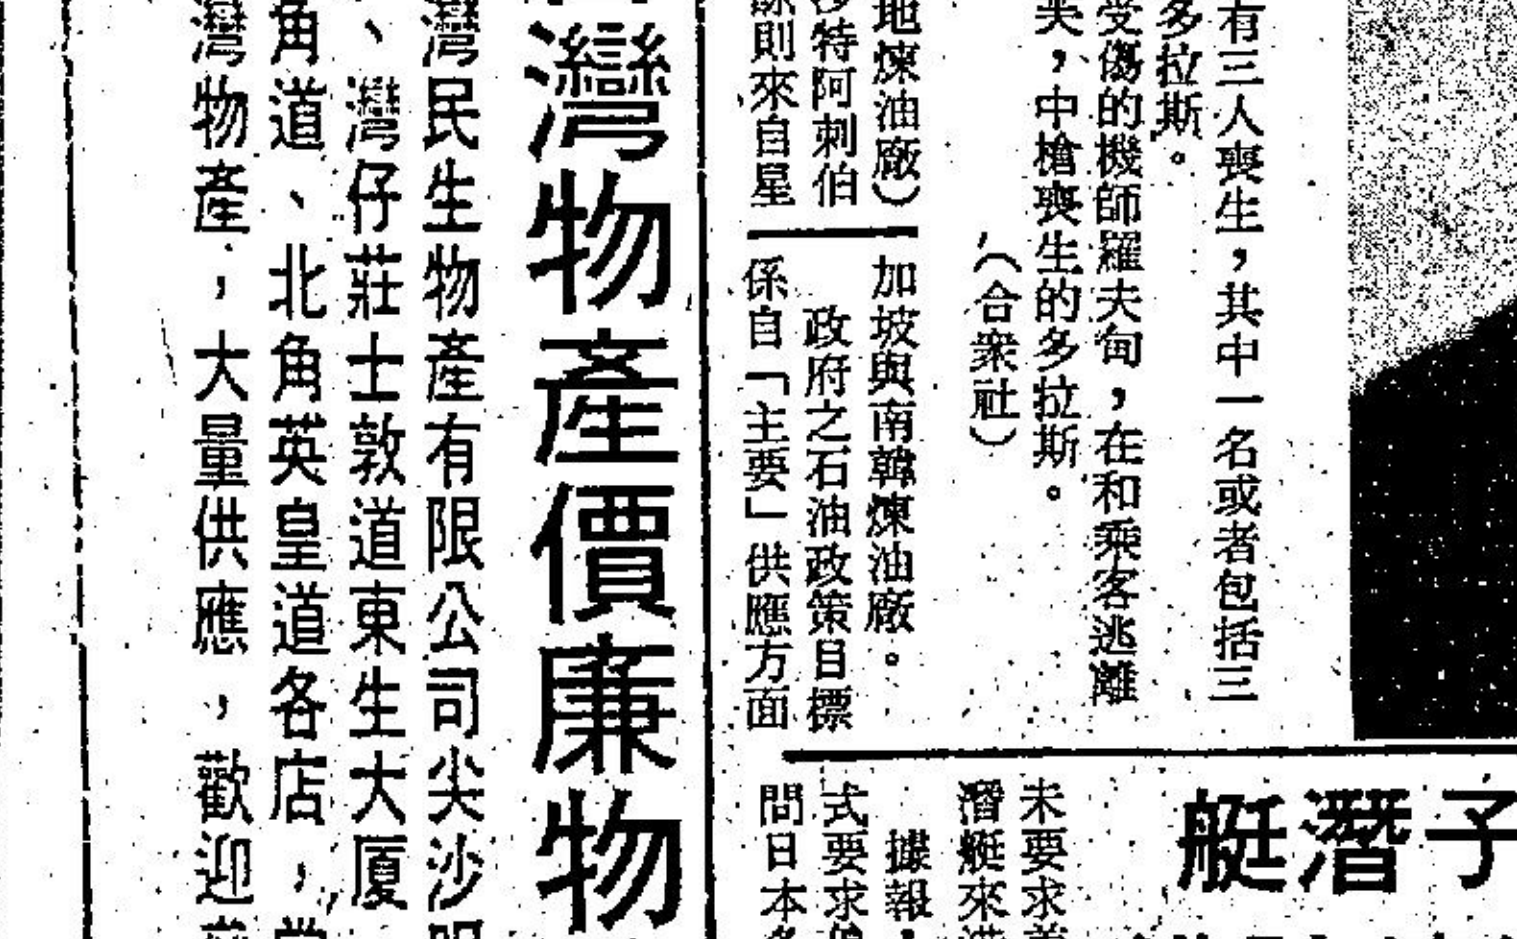 有三人喪生，其中一名或者包括三
多拉斯。
受傷的機師羅夫甸，在和乘客逃離
，中槍喪生的多拉斯。
（合衆社）
地煉油廠）
沙特阿刺伯
則來自星
加坡與南韓煉油廠。
政府之石油政策目標
係自「主要」供應方面
子潛艇
未要求
潛艇來
據報，
式要求
問日本
灣物產價廉物
灣民生物產有限公司尖沙
、灣仔莊士敦道東生大厦
角道、北角英皇道各店，
灣物產，大量供應，歡迎